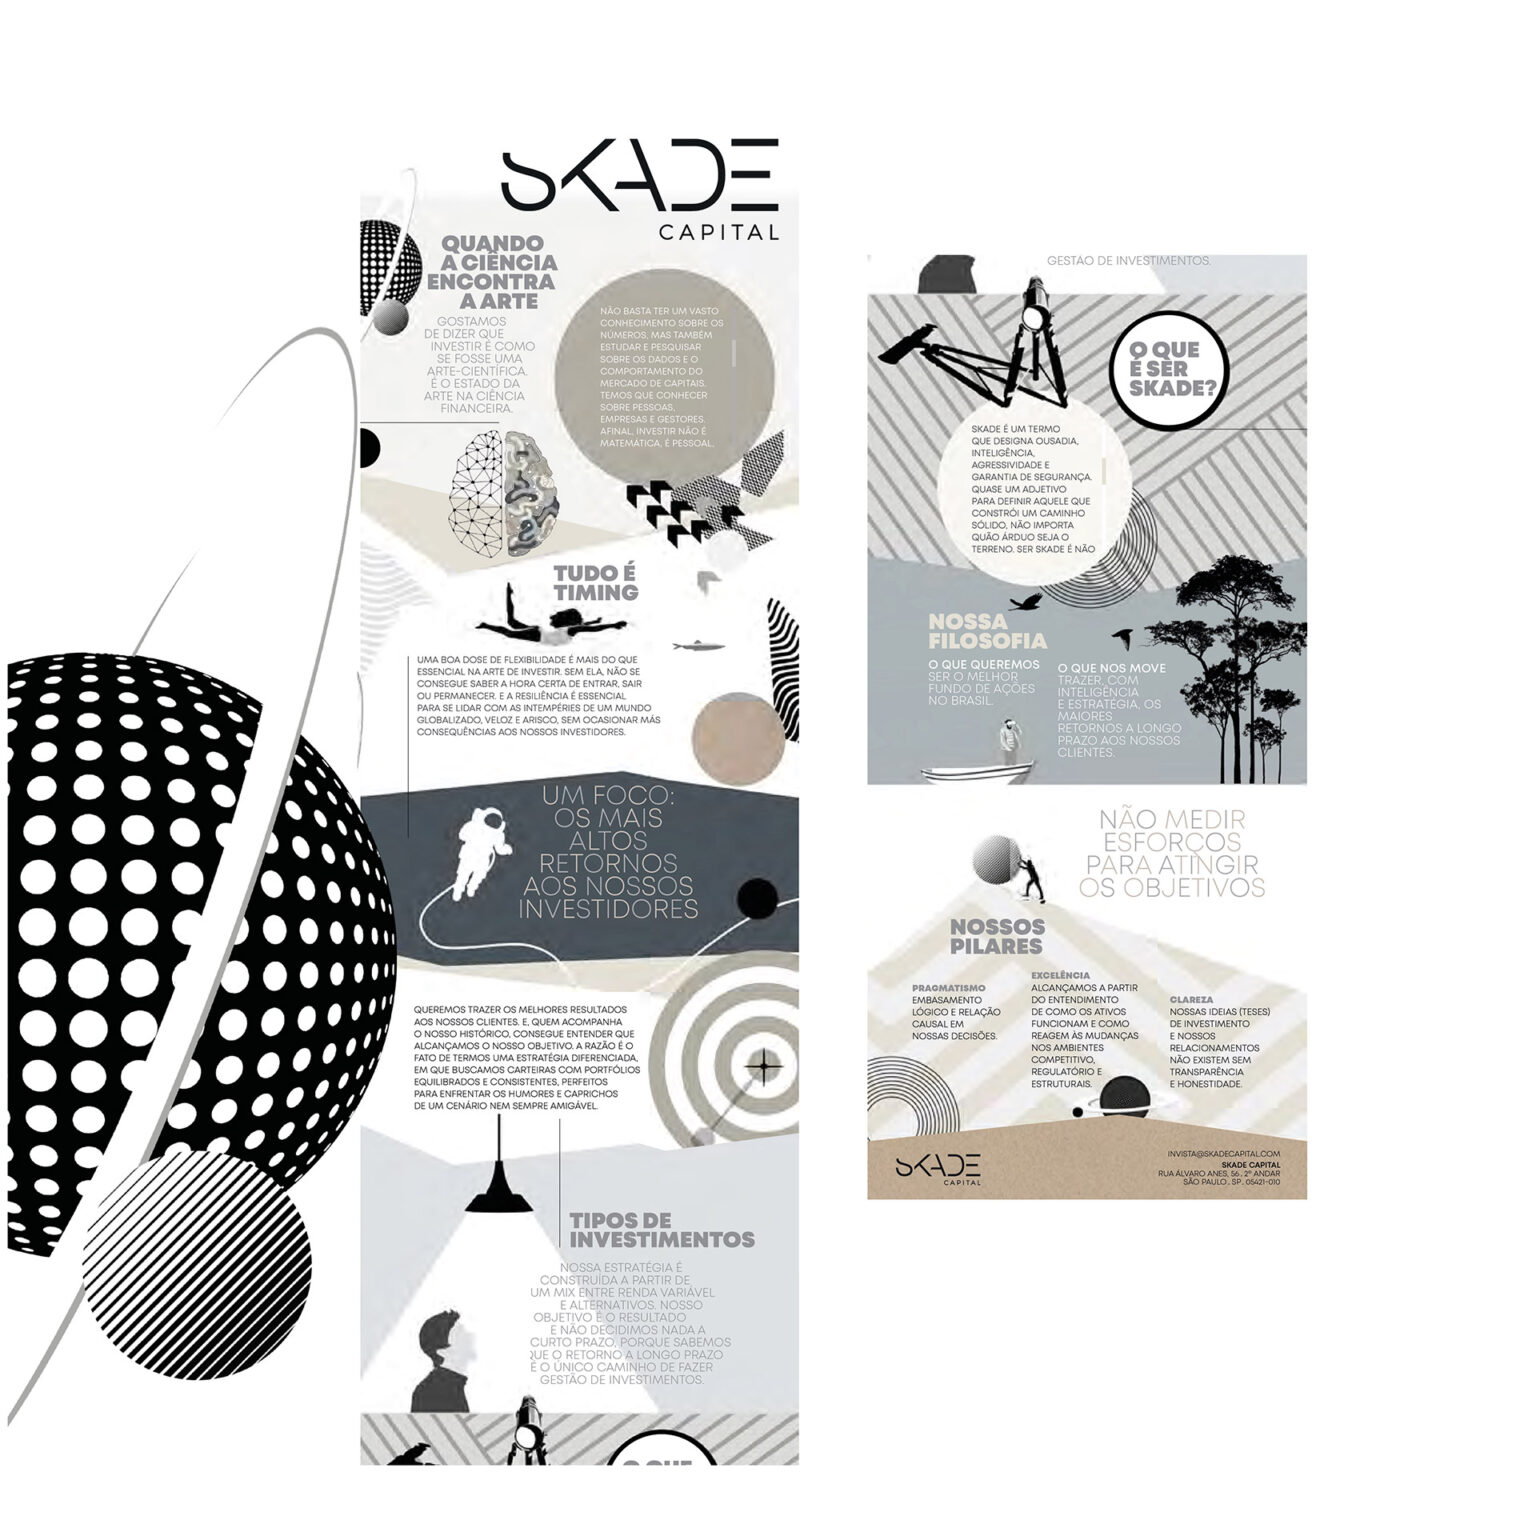 SKADE
CAPITAL
QUANDO
A CIÊNCIA
ENCONTRA
A ARTE
GOSTAMOS
DE DIZER QUE
INVESTIR É COMO
SE FOSSE UMA
ARTE-CIENTÍFICA.
É O ESTADO DA
ARTE NA CIÊNCIA
FINANCEIRA.
NÃO BASTA TER UM VASTO
CONHECIMENTO SOBRE OS
NÚMEROS, MAS TAMBÉM
ESTUDAR E PESQUISAR
SOBRE OS DADOS E O
COMPORTAMENTO DO
MERCADO DE CAPITAIS.
TEMOS QUE CONHECER
SOBRE PESSOAS,
EMPRESAS E GESTORES.
AFINAL, INVESTIR NÃO É
MATEMÁTICA, É PESSOAL.
TUDO É
TIMING
UMA BOA DOSE DE FLEXIBILIDADE É MAIS DO QUE
ESSENCIAL NA ARTE DE INVESTIR. SEM ELA, NÃO SE
CONSEGUE SABER A HORA CERTA DE ENTRAR, SAIR
OU PERMANECER. E A RESILIÊNCIA É ESSENCIAL
PARA SE LIDAR COM AS INTEMPÉRIES DE UM MUNDO
GLOBALIZADO, VELOZ E ARISCO, SEM OCASIONAR MÁS
CONSEQUÊNCIAS AOS NOSSOS INVESTIDORES.
UM FOCO:
OS MAIS
ALTOS
RETORNOS
AOS NOSSOS
INVESTIDORES
QUEREMOS TRAZER OS MELHORES RESULTADOS
AOS NOSSOS CLIENTES. E, QUEM ACOMPANHA
O NOSSO HISTÓRICO, CONSEGUE ENTENDER QUE
ALCANÇAMOS O NOSSO OBJETIVO. A RAZÃO É O
FATO DE TERMOS UMA ESTRATÉGIA DIFERENCIADA,
EM QUE BUSCAMOS CARTEIRAS COM PORTFÓLIOS
EQUILIBRADOS E CONSISTENTES, PERFEITOS
PARA ENFRENTAR OS HUMORES E CAPRICHOS
DE UM CENÁRIO NEM SEMPRE AMIGÁVEL.
TIPOS DE
INVESTIMENTOS
NOSSA ESTRATÉGIA É
CONSTRUÍDA A PARTIR DE
UM MIX ENTRE RENDA VARIÁVEL
E ALTERNATIVOS. NOSSO
OBJETIVO É O RESULTADO
E NÃO DECIDIMOS NADA A
CURTO PRAZO, PORQUE SABEMOS
QUE O RETORNO A LONGO PRAZO
É O ÚNICO CAMINHO DE FAZER
GESTÃO DE INVESTIMENTOS.
O QUE
GESTÃO DE INVESTIMENTOS.
O QUE
É SER
SKADE?
SKADE É UM TERMO
QUE DESIGNA OUSADIA,
INTELIGÊNCIA,
AGRESSIVIDADE E
GARANTIA DE SEGURANÇA.
QUASE UM ADJETIVO
PARA DEFINIR AQUELE QUE
CONSTRÓI UM CAMINHO
SÓLIDO, NÃO IMPORTA
QUÃO ÁRDUO SEJA O
TERRENO. SER SKADE É NÃO
NOSSA
FILOSOFIA
O QUE QUEREMOS
SER O MELHOR
FUNDO DE AÇÕES
NO BRASIL.
O QUE NOS MOVE
TRAZER, COM
INTELIGÊNCIA
E ESTRATÉGIA, OS
MAIORES
RETORNOS A LONGO
PRAZO AOS NOSSOS
CLIENTES.
NÃO MEDIR
ESFORÇOS
PARA ATINGIR
OS OBJETIVOS
NOSSOS
PILARES
PRAGMATISMO
EMBASAMENTO
LÓGICO E RELAÇÃO
CAUSAL EM
NOSSAS DECISÕES.
EXCELÊNCIA
ALCANÇAMOS A PARTIR
DO ENTENDIMENTO
DE COMO OS ATIVOS
FUNCIONAM E COMO
REAGEM ÀS MUDANÇAS
NOS AMBIENTES
COMPETITIVO,
REGULATÓRIO E
ESTRUTURAIS.
CLAREZA
NOSSAS IDEIAS (TESES)
DE INVESTIMENTO
E NOSSOS
RELACIONAMENTOS
NÃO EXISTEM SEM
TRANSPARÊNCIA
E HONESTIDADE.
SKADE
CAPITAL
INVISTA@SKADECAPITAL.COM
SKADE CAPITAL
RUA ÁLVARO ANES, 56., 2º ANDAR
SÃO PAULO., SP., 05421-010